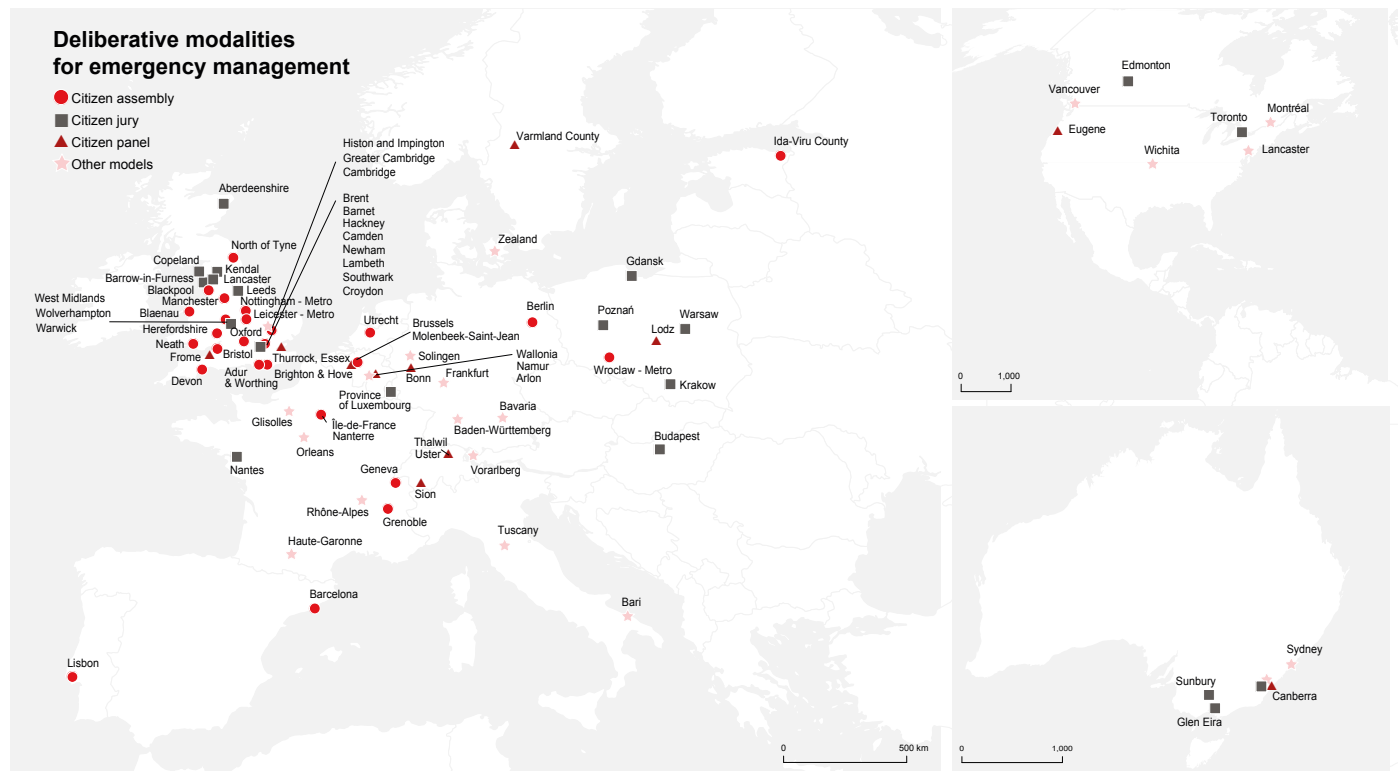 Deliberative modalities
for emergency management
Citizen assembly
Citizen jury
Citizen panel
Other models
Histon and Impington
Greater Cambridge
Cambridge
Brent
Barnet
Hackney
Camden
Newham
Lambeth
Southwark
Croydon
Varmland County
Ida-Viru County
Aberdeenshire
North of Tyne
Zealand
Copeland
Kendal
Barrow-in-Furness
Lancaster
Blackpool
Leeds
Manchester
Nottingham - Metro
West Midlands
Wolverhampton
Warwick
Blaenau
Leicester - Metro
Herefordshire
Oxford
Neath
Frome
Bristol
Thurrock, Essex
Devon
Adur
& Worthing
Brighton & Hove
Gdansk
Berlin
Poznań
Warsaw
Lodz
Utrecht
Brussels
Molenbeek-Saint-Jean
Solingen
Wallonia
Namur
Arlon
Wroclaw - Metro
Krakow
Bonn
Frankfurt
Province
of Luxembourg
Bavaria
Baden-Württemberg
Glisolles
Île-de-France
Nanterre
Orleans
Thalwil
Uster
Budapest
Nantes
Geneva
Vorarlberg
Sion
Rhône-Alpes
Grenoble
Haute-Garonne
Tuscany
Barcelona
Bari
Lisbon
0
500 km
Edmonton
Vancouver
Montréal
Toronto
Eugene
Wichita
Lancaster
0
1,000
Sydney
Sunbury
Canberra
Glen Eira
0
1,000